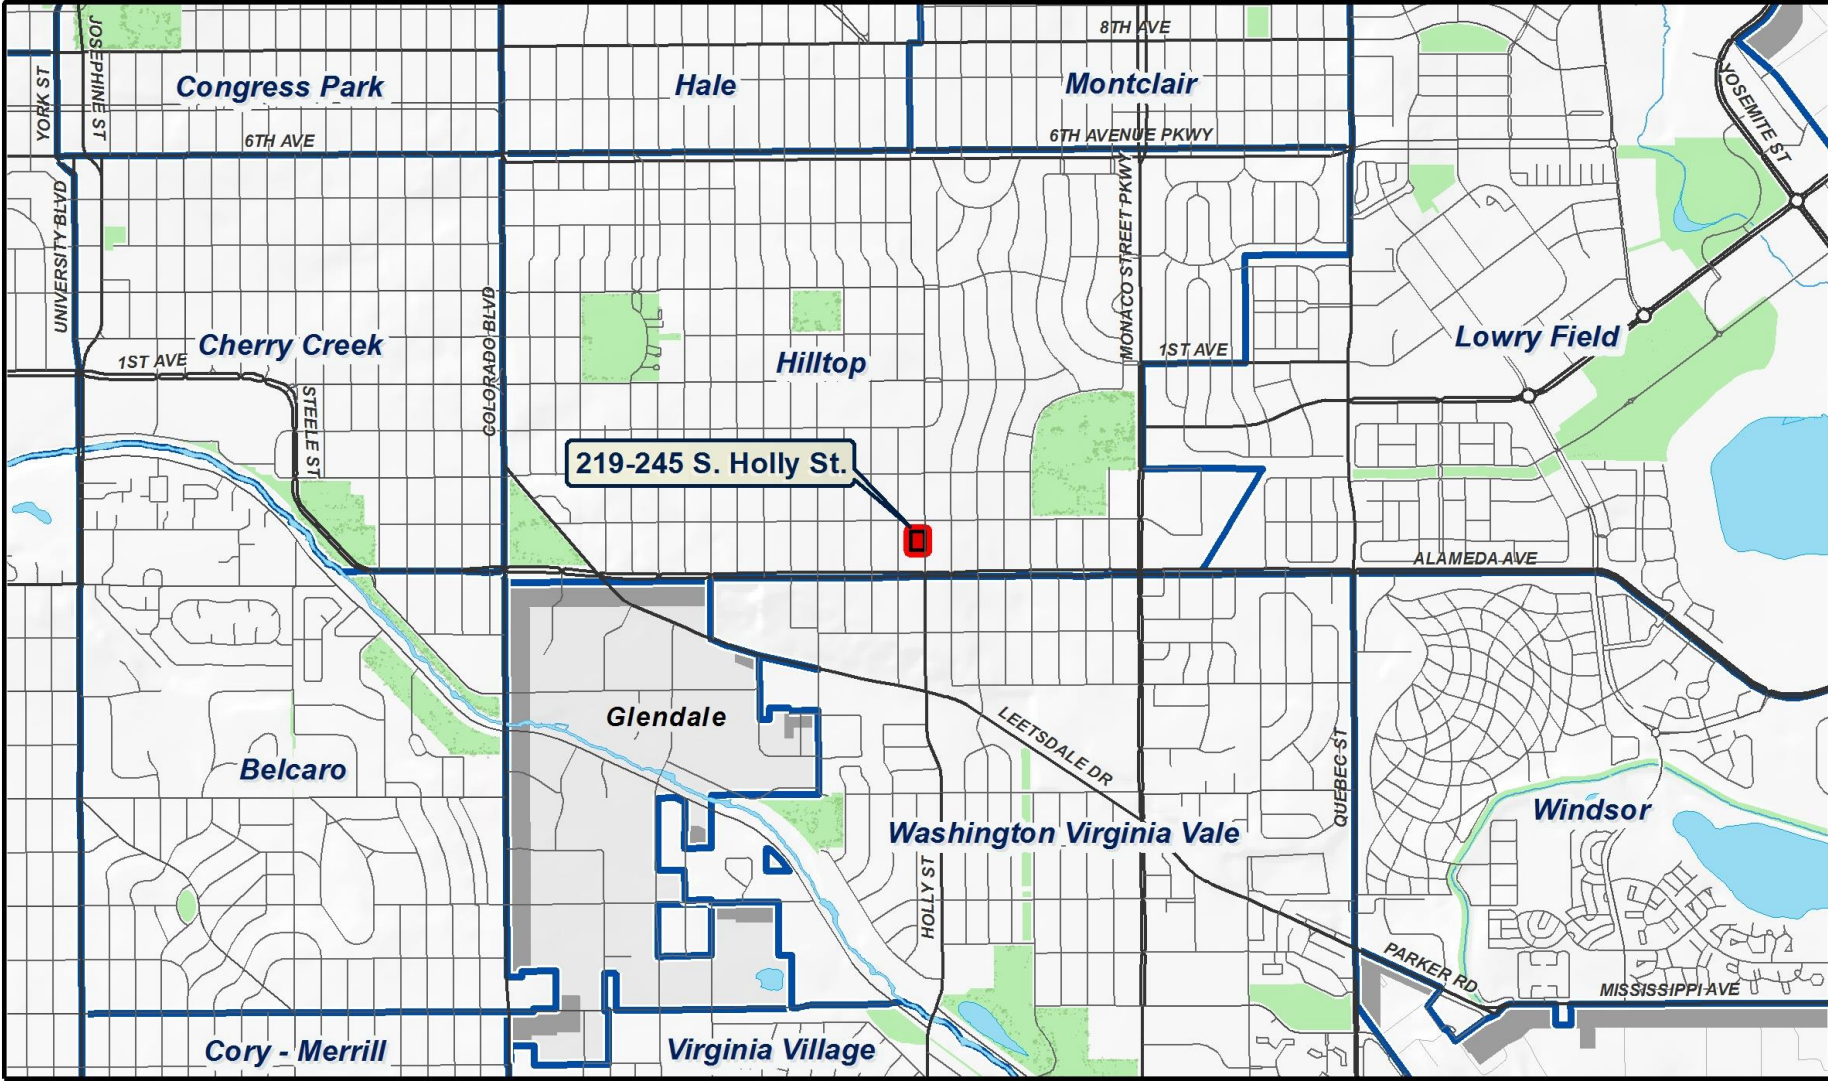 8TH AVE
JOSEPHINE ST
YORK ST
Congress Park
Hale
Montclair
YOSEMITE ST
6TH AVE
6TH AVENUE PKWY
UNIVERSITY BLVD
MONACO STREET PKWY
COLORADO BLVD
Cherry Creek
1ST AVE
Hilltop
1ST AVE
Lowry Field
STEELE ST
219-245 S. Holly St.
ALAMEDA AVE
Glendale
LEETSDALE DR
Belcaro
QUEBEC ST
Washington Virginia Vale
Windsor
HOLLY ST
PARKER RD
MISSISSIPPI AVE
Cory - Merrill
Virginia Village